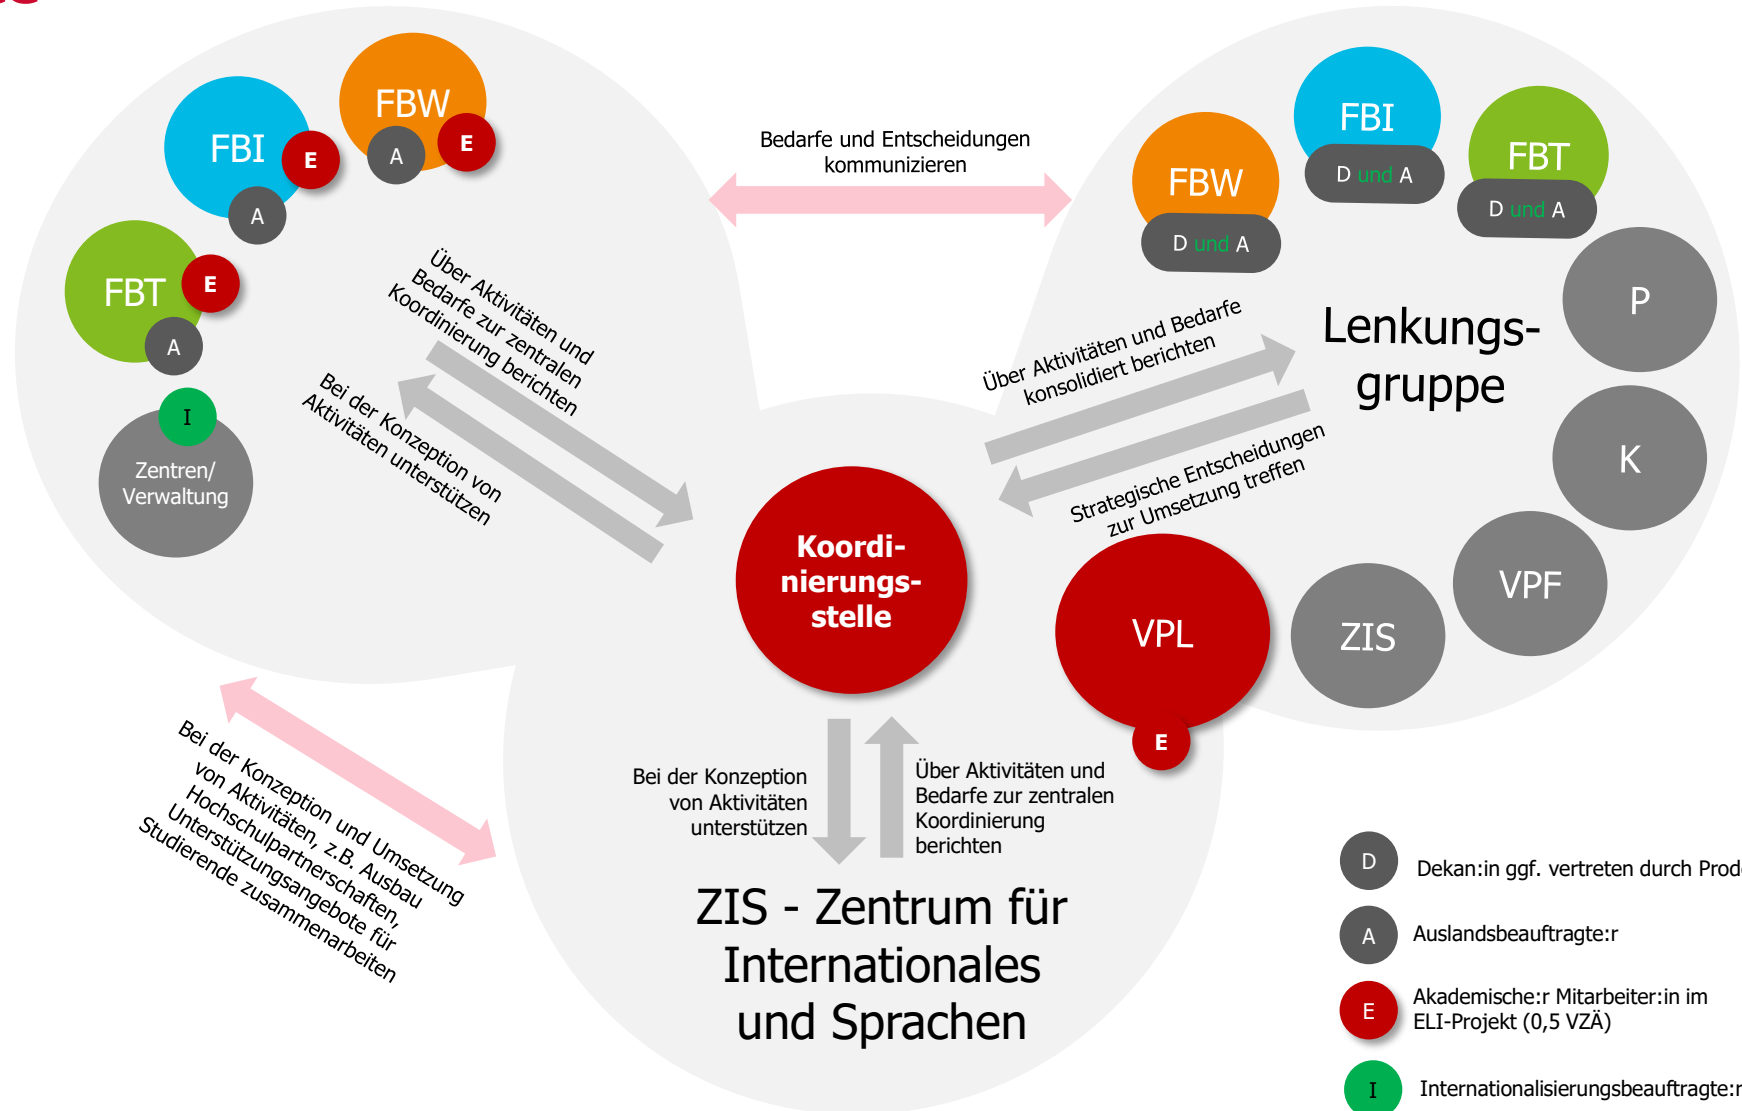 FBW
A
E
FBI
E
A
FBT
E
A
I
Zentren/
Verwaltung
Über Aktivitäten und
Bedarfe zur zentralen
Koordinierung berichten
Bei der Konzeption von
Aktivitäten unterstützen
Bedarfe und Entscheidungen
kommunizieren
FBW
D und A
FBI
D und A
FBT
D und A
P
K
VPF
ZIS
VPL
E
Lenkungs-
gruppe
Über Aktivitäten und Bedarfe
konsolidiert berichten
Strategische Entscheidungen
zur Umsetzung treffen
Koordi-
nierungs-
stelle
Bei der Konzeption
von Aktivitäten
unterstützen
Über Aktivitäten und
Bedarfe zur zentralen
Koordinierung
berichten
Bei der Konzeption und Umsetzung
von Aktivitäten, z.B. Ausbau
Hochschulpartnerschaften,
Unterstützungsangebote für
Studierende zusammenarbeiten
ZIS - Zentrum für
Internationales
und Sprachen
D
Dekan:in ggf. vertreten durch
A
Auslandsbeauftragte:r
E
Akademische:r Mitarbeiter:in im
ELI-Projekt (0,5 VZÄ)
I
Internationalisierungsbeauftragte:r